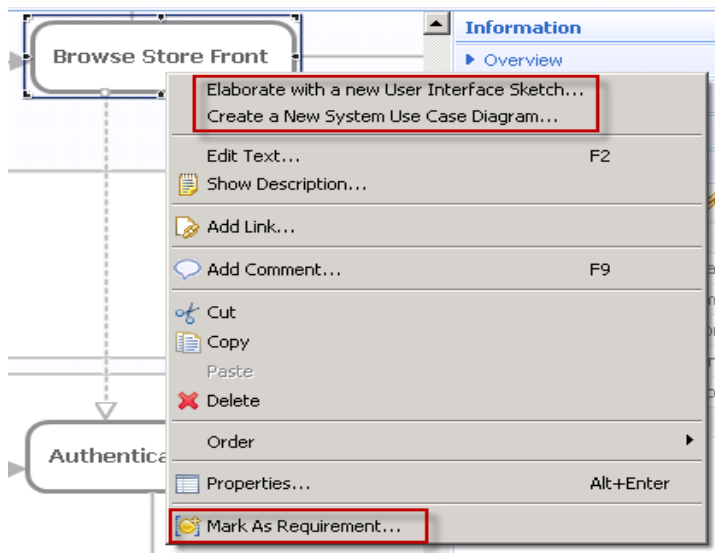 Browse Store Front
Information
Overview
Elaborate with a new User Interface Sketch...
Create a New System Use Case Diagram...
Edit Text... F2
Show Description...
Add Link...
Add Comment... F9
Cut
Copy
Paste
Delete
Order
Authentica
Properties... Alt+Enter
Mark As Requirement...